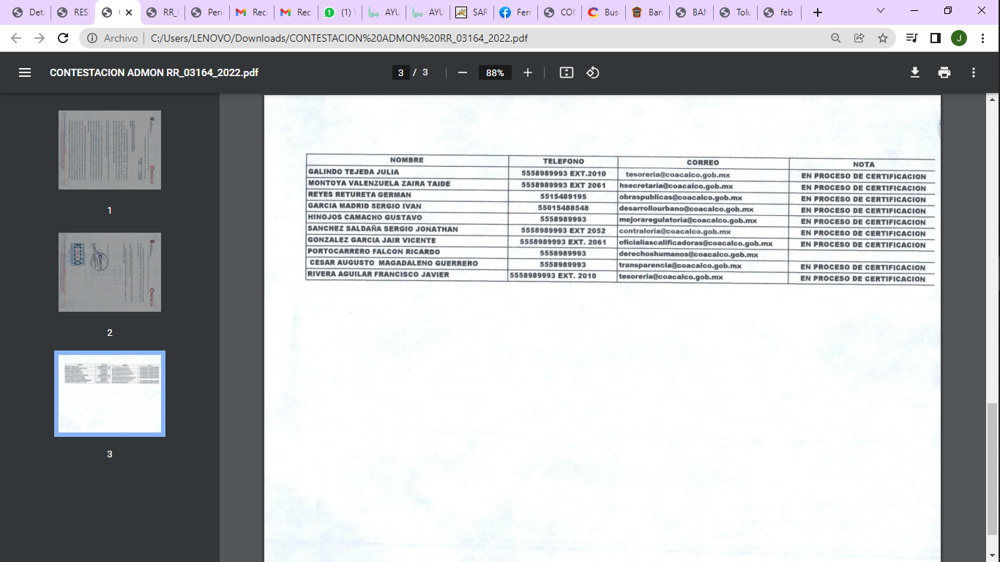 Det RES RR_ Peri Reci Rec (1) AYU AYU SAR Fem COI Bus Ban BAN Tolu feb
Archivo C:/Users/LENOVO/Downloads/CONTESTACION%20ADMON%20RR_03164_2022.pdf J
CONTESTACION ADMON RR_03164_2022.pdf 3 / 3 88%
1
2
3
NOMBRE TELEFONO CORREO NOTA
GALINDO TEJEDA JULIA 5558989993 EXT.2010 tesoreria@coacalco.gob.mx EN PROCESO DE CERTIFICACION
MONTOYA VALENZUELA ZAIRA TAIDE 5558989993 EXT 2061 hsecretaria@coacalco.gob.mx EN PROCESO DE CERTIFICACION
REYES RETURETA GERMAN 5515489195 obraspublicas@coacalco.gob.mx EN PROCESO DE CERTIFICACION
GARCIA MADRID SERGIO IVAN 55015488548 desarrollourbano@coacalco.gob.mx EN PROCESO DE CERTIFICACION
HINOJOS CAMACHO GUSTAVO 5558989993 mejoraregulatoria@coacalco.gob.mx EN PROCESO DE CERTIFICACION
SANCHEZ SALDAÑA SERGIO JONATHAN 5558989993 EXT 2052 contraloria@coacalco.gob.mx EN PROCESO DE CERTIFICACION
GONZALEZ GARCIA JAIR VICENTE 5558989993 EXT. 2061 oficialiascalificadoras@coacalco.gob.mx EN PROCESO DE CERTIFICACION
PORTOCARRERO FALCON RICARDO 5558989993 derechoshumanos@coacalco.gob.mx
CESAR AUGUSTO MAGADALENO GUERRERO 5558989993 transparencia@coacalco.gob.mx EN PROCESO DE CERTIFICACION
RIVERA AGUILAR FRANCISCO JAVIER 5558989993 EXT. 2010 tesoreria@coacalco.gob.mx EN PROCESO DE CERTIFICACION